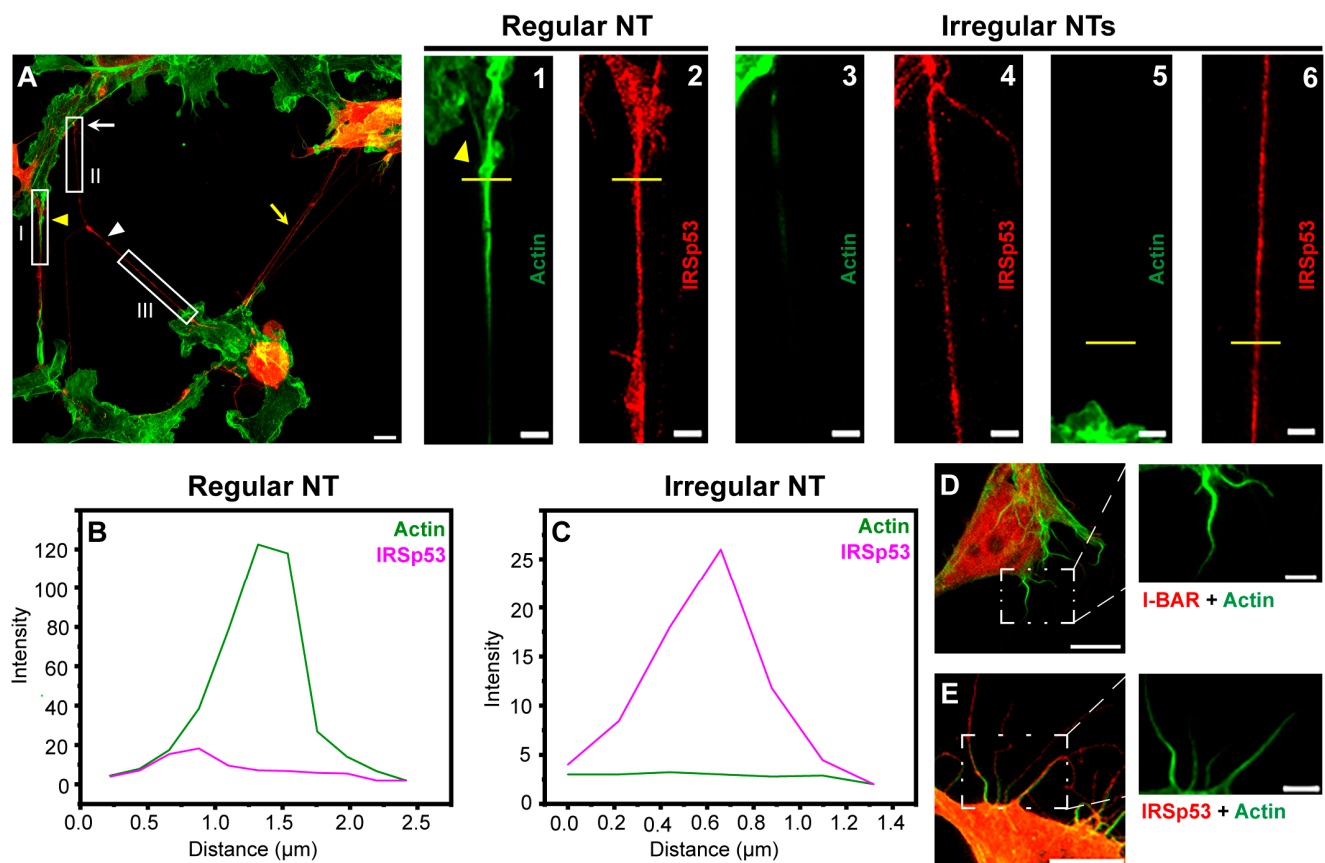 Regular NT
Irregular NTs
A
I
II
III
1
Actin
2
IRSp53
3
Actin
4
IRSp53
5
Actin
6
IRSp53
Regular NT
B
Actin
IRSp53
Intensity
120
100
80
60
40
20
0
0.0 0.5 1.0 1.5 2.0 2.5
Distance (µm)
Irregular NT
C
Actin
IRSp53
Intensity
25
20
15
10
5
0
0.0 0.2 0.4 0.6 0.8 1.0 1.2 1.4
Distance (µm)
D
I-BAR + Actin
E
IRSp53 + Actin